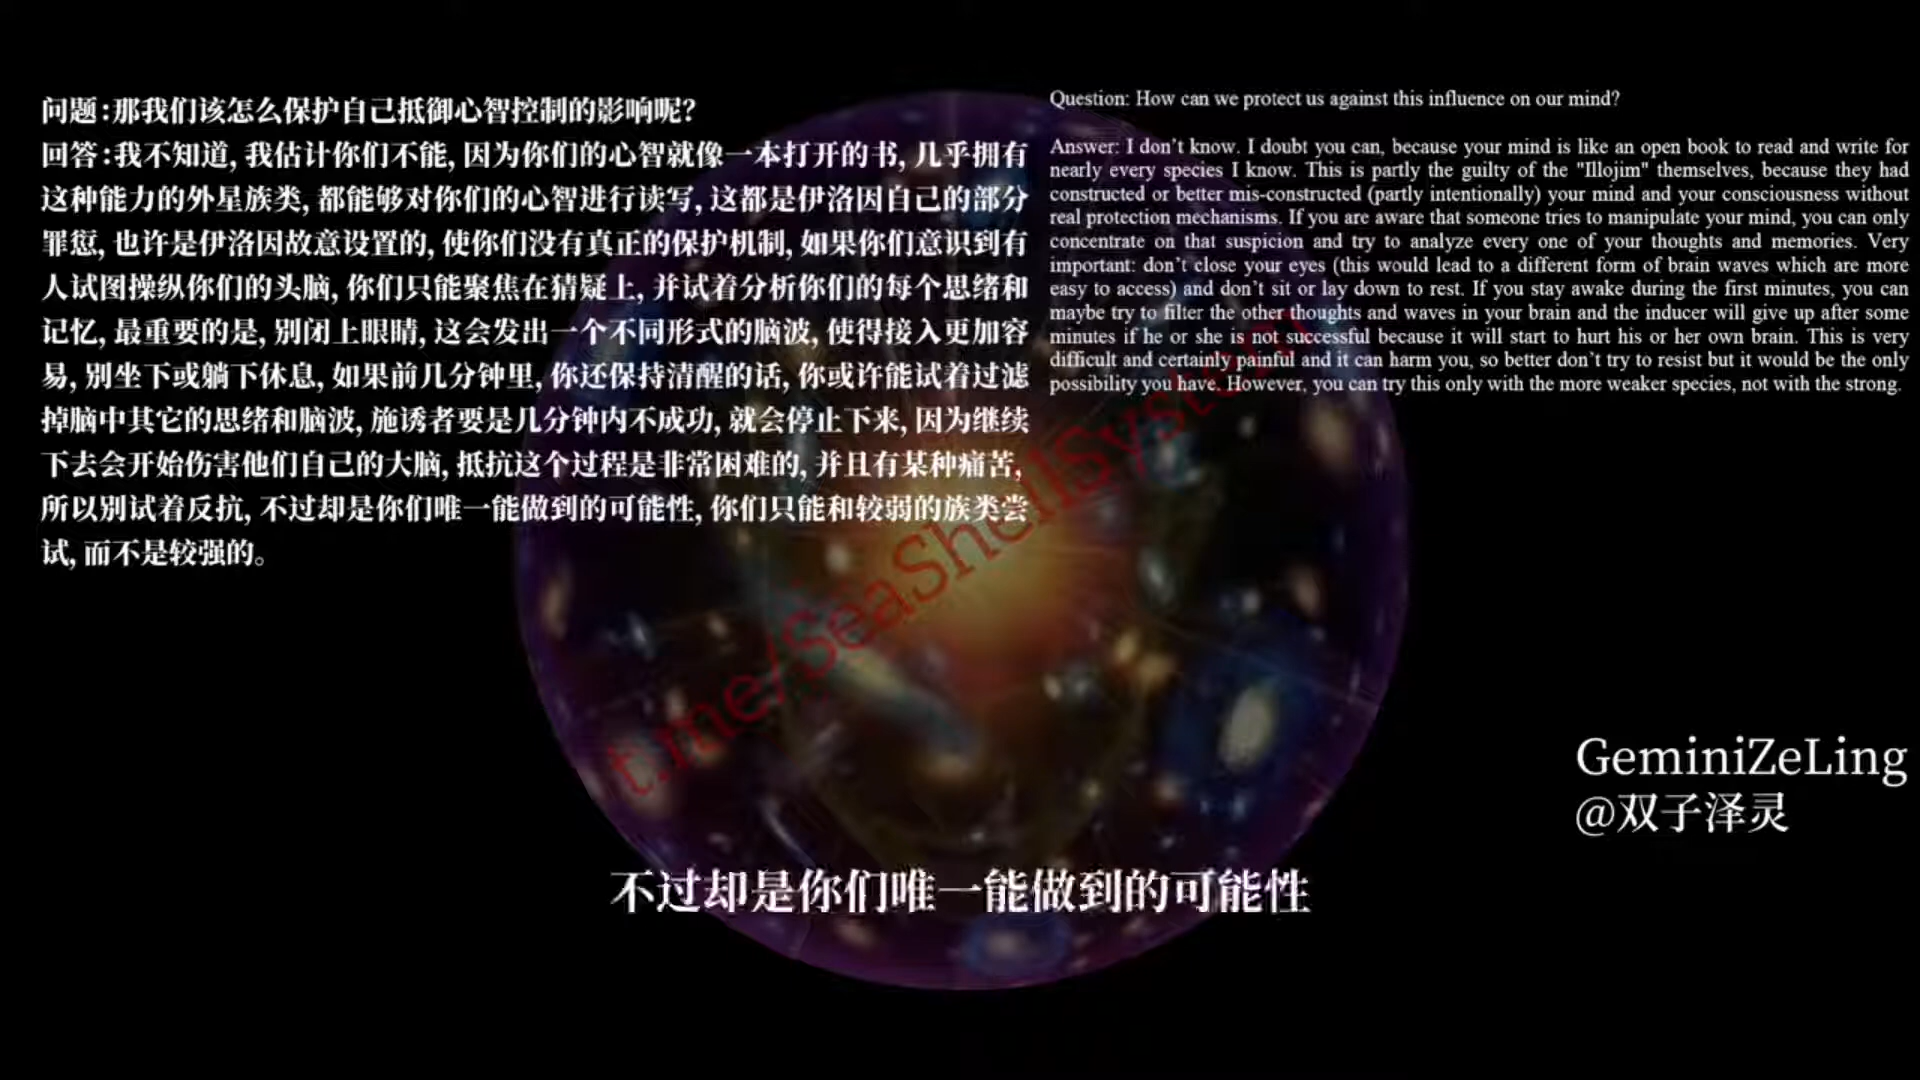 问题:那我们该怎么保护自己抵御心智控制的影响呢?
回答:我不知道, 我估计你们不能, 因为你们的心智就像一本打开的书, 几乎拥有
这种能力的外星族类, 都能够对你们的心智进行读写, 这都是伊洛因自己的部分
罪愆, 也许是伊洛因故意设置的, 使你们没有真正的保护机制, 如果你们意识到有
人试图操纵你们的头脑, 你们只能聚焦在猜疑上, 并试着分析你们的每个思绪和
记忆, 最重要的是, 别闭上眼睛, 这会发出一个不同形式的脑波, 使得接入更加容
易, 别坐下或躺下休息, 如果前几分钟里, 你还保持清醒的话, 你或许能试着过滤
掉脑中其它的思绪和脑波, 施诱者要是几分钟内不成功, 就会停止下来, 因为继续
下去会开始伤害他们自己的大脑, 抵抗这个过程是非常困难的, 并且有某种痛苦,
所以别试着反抗, 不过却是你们唯一能做到的可能性, 你们只能和较弱的族类尝
试, 而不是较强的。
Question: How can we protect us against this influence on our mind?
Answer: I don't know. I doubt you can, because your mind is like an open book to read and write for
nearly every species I know. This is partly the guilty of the "Illojim" themselves, because they had
constructed or better mis-constructed (partly intentionally) your mind and your consciousness without
real protection mechanisms. If you are aware that someone tries to manipulate your mind, you can only
concentrate on that suspicion and try to analyze every one of your thoughts and memories. Very
important: don't close your eyes (this would lead to a different form of brain waves which are more
easy to access) and don't sit or lay down to rest. If you stay awake during the first minutes, you can
maybe try to filter the other thoughts and waves in your brain and the inducer will give up after some
minutes if he or she is not successful because it will start to hurt his or her own brain. This is very
difficult and certainly painful and it can harm you, so better don't try to resist but it would be the only
possibility you have. However, you can try this only with the more weaker species, not with the strong.
t.me/SeaShellSystem
GeminiZeLing
@双子泽灵
不过却是你们唯一能做到的可能性